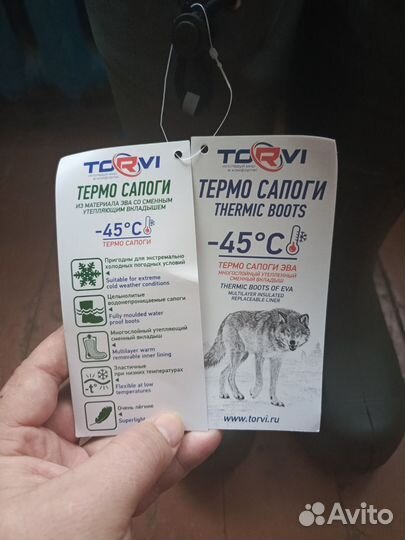 TORVI
ТЕРМО САПОГИ
ИЗ МАТЕРИАЛА ЭВА СО СМЕННЫМ
УТЕПЛЯЮЩИМ ВКЛАДЫШЕМ
-45°C
ТЕРМО САПОГИ
Пригодны для экстремально
холодных погодных условий
Suitable for extreme
cold weather conditions
Цельнолитые
водонепроницаемые сапоги
Fully moulded water
proof boots
Многослойный утепляющий
сменный вкладыш
Multilayer warm
removable inner lining
Эластичные
при низких температурах
-t°C
Flexible at low
temperatures
Очень лёгкие
Superlight
TORVI
ТЕРМО САПОГИ
THERMIC BOOTS
-45°C
ТЕРМО САПОГИ ЭВА
МНОГОСЛОЙНЫЙ УТЕПЛЕННЫЙ
СМЕННЫЙ ВКЛАДЫШ
THERMIC BOOTS OF EVA
MULTILAYER INSULATED
REPLACEABLE LINER
www.torvi.ru
Avito